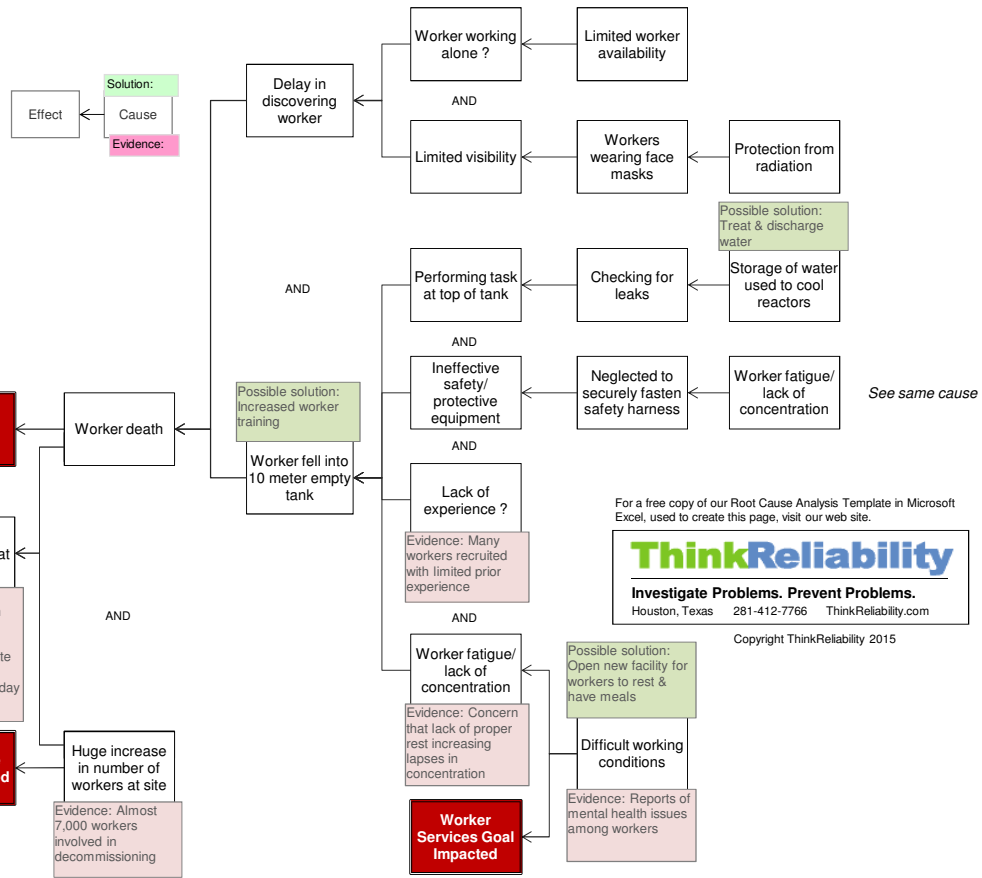 Worker working
alone ?
Limited worker
availability
Solution:
Effect
Cause
Evidence:
Delay in
discovering
worker
AND
Limited visibility
Workers
wearing face
masks
Protection from
radiation
Possible solution:
Treat & discharge
water
AND
Performing task
at top of tank
Checking for
leaks
Storage of water
used to cool
reactors
AND
Ineffective
safety/
protective
equipment
Neglected to
securely fasten
safety harness
Worker fatigue/
lack of
concentration
See same cause
Possible solution:
Increased worker
training
Worker death
AND
Worker fell into
10 meter empty
tank
Lack of
experience ?
Evidence: Many
workers recruited
with limited prior
experience
For a free copy of our Root Cause Analysis Template in Microsoft
Excel, used to create this page, visit our web site.
ThinkReliability
Investigate Problems. Prevent Problems.
Houston, Texas 281-412-7766 ThinkReliability.com
Copyright ThinkReliability 2015
at
te
day
AND
AND
Worker fatigue/
lack of
concentration
Evidence: Concern
that lack of proper
rest increasing
lapses in
concentration
Possible solution:
Open new facility for
workers to rest &
have meals
Difficult working
conditions
Evidence: Reports of
mental health issues
among workers
Worker
Services Goal
Impacted
d
Huge increase
in number of
workers at site
Evidence: Almost
7,000 workers
involved in
decommissioning